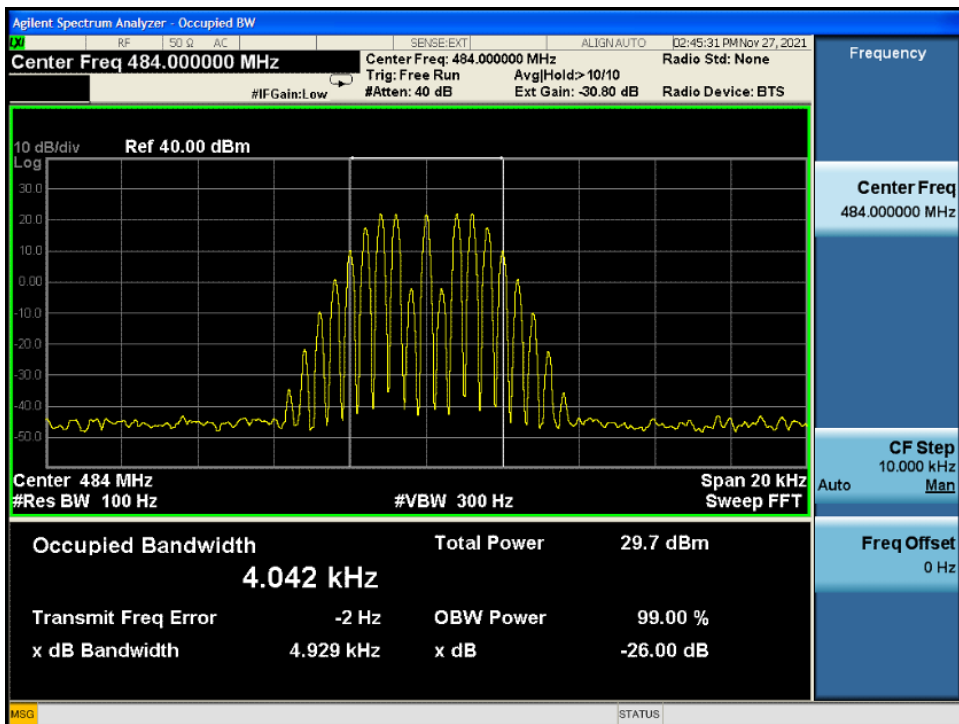 Agilent Spectrum Analyzer - Occupied BW
LXI RF 50 Ω AC SENSE:EXT ALIGNAUTO 02:45:31 PMNov 27, 2021
Center Freq 484.000000 MHz
Center Freq: 484.000000 MHz Radio Std: None
Trig: Free Run Avg|Hold:> 10/10
#IFGain:Low #Atten: 40 dB Ext Gain: -30.80 dB Radio Device: BTS
10 dB/div Ref 40.00 dBm
Log
30.0
20.0
10.0
0.00
-10.0
-20.0
-30.0
-40.0
-50.0
Center 484 MHz Span 20 kHz
#Res BW 100 Hz #VBW 300 Hz Sweep FFT
Occupied Bandwidth Total Power 29.7 dBm
4.042 kHz
Transmit Freq Error -2 Hz OBW Power 99.00 %
x dB Bandwidth 4.929 kHz x dB -26.00 dB
MSG STATUS
Frequency
Center Freq
484.000000 MHz
CF Step
10.000 kHz
Auto Man
Freq Offset
0 Hz